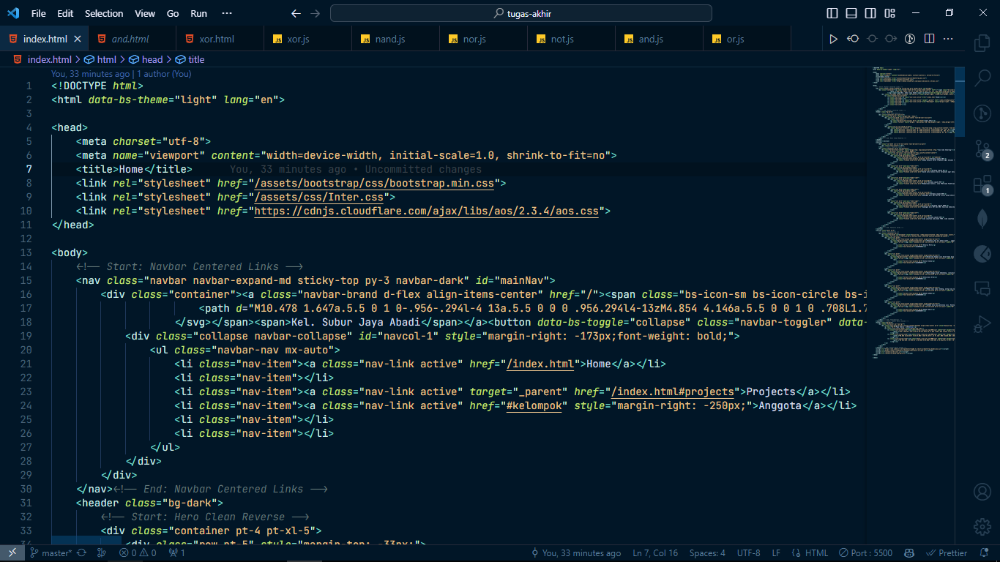 File Edit Selection View Go Run ··· tugas-akhir
index.html and.html xor.html xor.js nand.js nor.js not.js and.js or.js
index.html > html > head > title
You, 33 minutes ago | 1 author (You)
1 <!DOCTYPE html>
2 <html data-bs-theme="light" lang="en">
3
4 <head>
5 <meta charset="utf-8">
6 <meta name="viewport" content="width=device-width, initial-scale=1.0, shrink-to-fit=no">
7 <title>Home</title> You, 33 minutes ago • Uncommitted changes
8 <link rel="stylesheet" href="/assets/bootstrap/css/bootstrap.min.css">
9 <link rel="stylesheet" href="/assets/css/Inter.css">
10 <link rel="stylesheet" href="https://cdnjs.cloudflare.com/ajax/libs/aos/2.3.4/aos.css">
11 </head>
12
13 <body>
14 <!-- Start: Navbar Centered Links -->
15 <nav class="navbar navbar-expand-md sticky-top py-3 navbar-dark" id="mainNav">
16 <div class="container"><a class="navbar-brand d-flex align-items-center" href="/"><span class="bs-icon-sm bs-icon-circle bs-i
17 <path d="M10.478 1.647a.5.5 0 1 0-.956-.294l-4 13a.5.5 0 0 0 .956.294l4-13zM4.854 4.146a.5.5 0 0 1 0 .708L1.7
18 </svg></span><span>Kel. Subur Jaya Abadi</span></a><button data-bs-toggle="collapse" class="navbar-toggler" data-
19 <div class="collapse navbar-collapse" id="navcol-1" style="margin-right: -173px;font-weight: bold;">
20 <ul class="navbar-nav mx-auto">
21 <li class="nav-item"><a class="nav-link active" href="/index.html">Home</a></li>
22 <li class="nav-item"></li>
23 <li class="nav-item"><a class="nav-link active" target="_parent" href="/index.html#projects">Projects</a></li>
24 <li class="nav-item"><a class="nav-link active" href="#kelompok" style="margin-right: -250px;">Anggota</a></li>
25 <li class="nav-item"></li>
26 <li class="nav-item"></li>
27 </ul>
28 </div>
29 </div>
30 </nav><!-- End: Navbar Centered Links -->
31 <header class="bg-dark">
32 <!-- Start: Hero Clean Reverse -->
33 <div class="container pt-4 pt-xl-5">
34 <div class="row pt-5" style="margin-top: -33px;">
2
1
master* 0 0 1 You, 33 minutes ago Ln 7, Col 16 Spaces: 4 UTF-8 LF HTML Port : 5500 Prettier